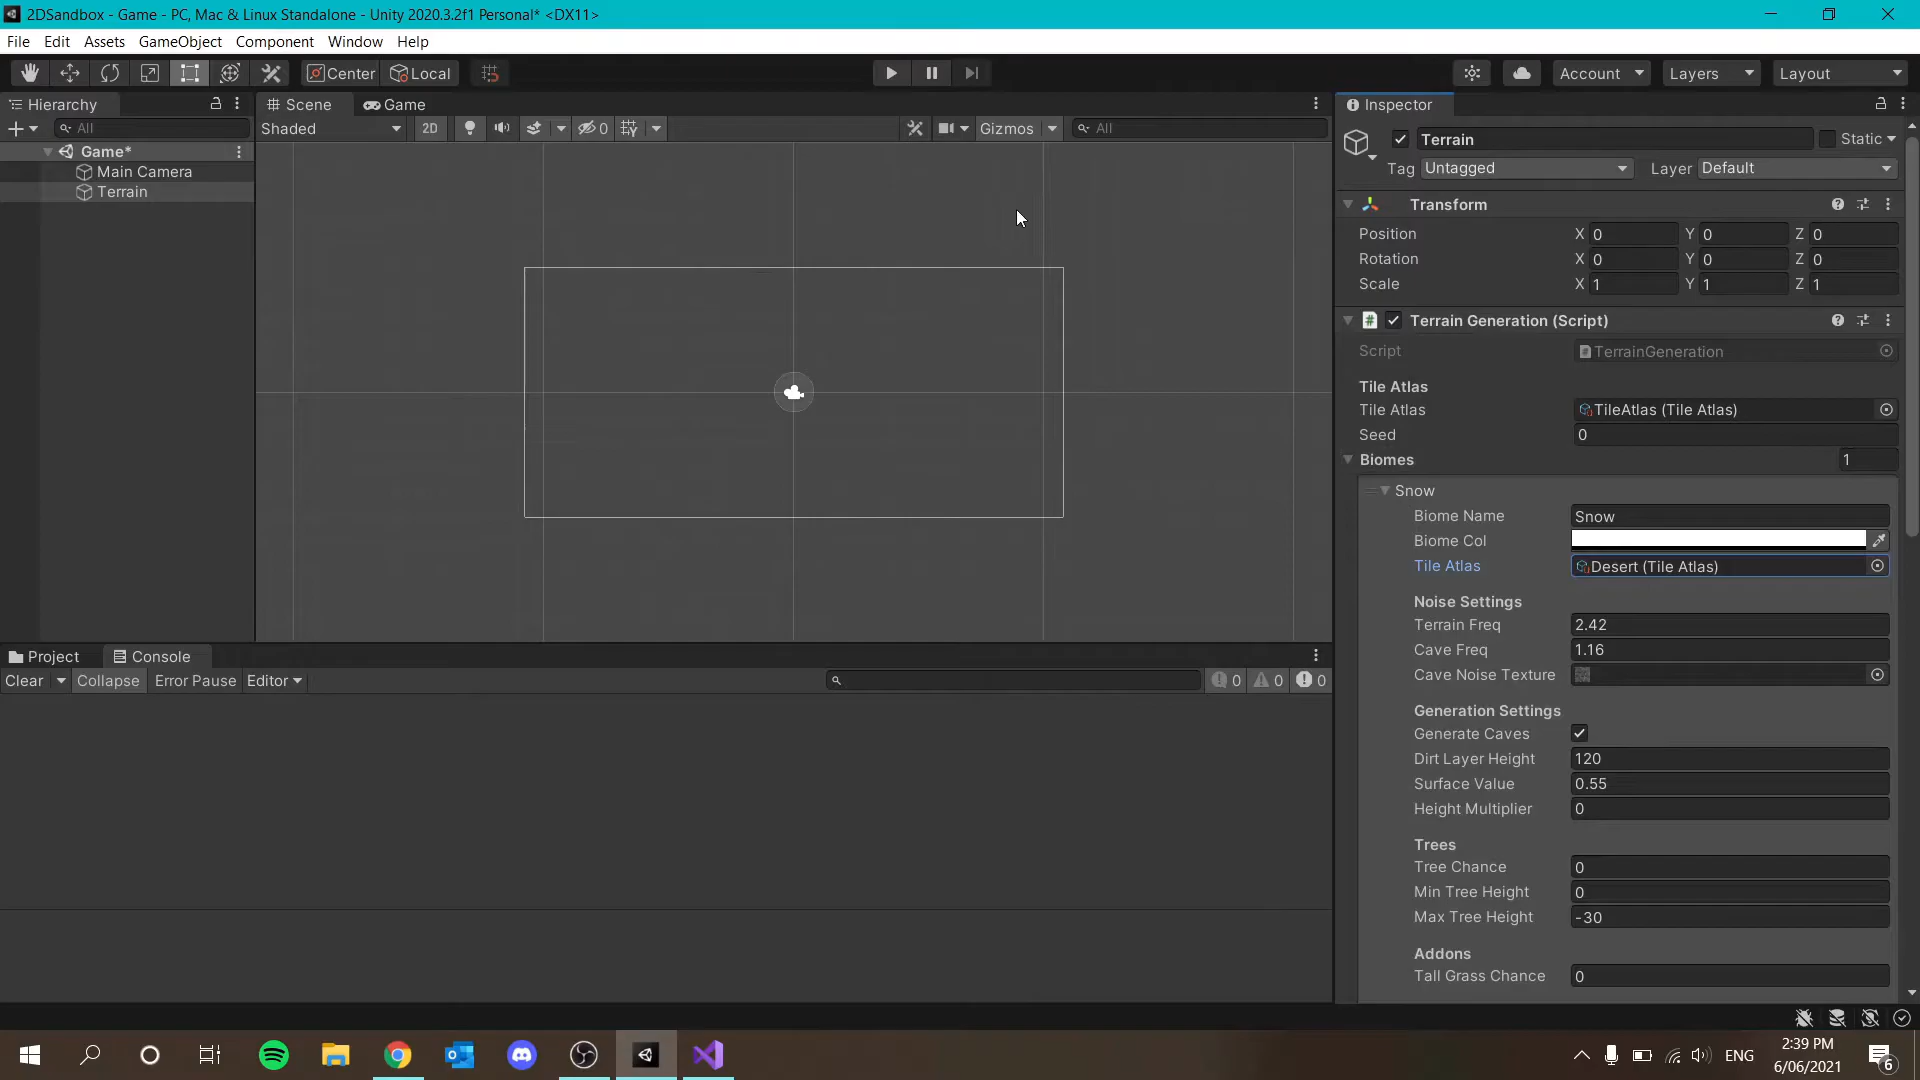 2DSandbox - Game - PC, Mac & Linux Standalone - Unity 2020.3.2f1 Personal* <DX11>
File Edit Assets GameObject Component Window Help
Center Local Account Layers Layout
Hierarchy
All
Game*
Main Camera
Terrain
Scene Game
Shaded 2D 0 Gizmos All
Inspector
Terrain Static
Tag Untagged Layer Default
Transform
Position X 0 Y 0 Z 0
Rotation X 0 Y 0 Z 0
Scale X 1 Y 1 Z 1
# Terrain Generation (Script)
Script TerrainGeneration
Tile Atlas
Tile Atlas TileAtlas (Tile Atlas)
Seed 0
Biomes 1
Snow
Biome Name Snow
Biome Col
Tile Atlas Desert (Tile Atlas)
Noise Settings
Terrain Freq 2.42
Cave Freq 1.16
Cave Noise Texture
Generation Settings
Generate Caves
Dirt Layer Height 120
Surface Value 0.55
Height Multiplier 0
Trees
Tree Chance 0
Min Tree Height 0
Max Tree Height -30
Addons
Tall Grass Chance 0
Project Console
Clear Collapse Error Pause Editor 0 0 0
ENG
2:39 PM
6/06/2021
6